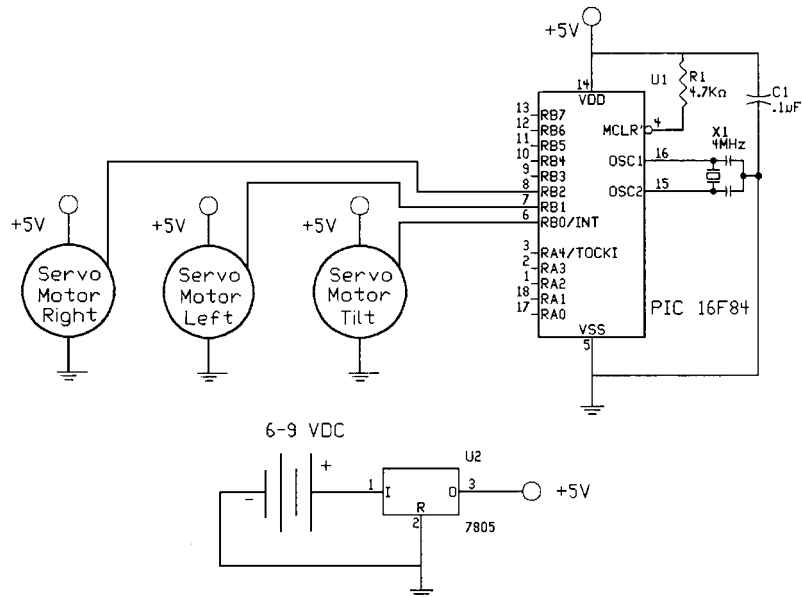 +5V
U1
R1
4.7KΩ
C1
.1µF
14
VDD
13 RB7
12 RB6
11 RB5
10 RB4
9 RB3
8 RB2
7 RB1
6 RB0/INT
3 RA4/TOCKI
2 RA3
1 RA2
18 RA1
17 RA0
MCLR' 4
X1
4MHz
OSC1 16
OSC2 15
VSS
5
PIC 16F84
+5V
Servo
Motor
Right
+5V
Servo
Motor
Left
+5V
Servo
Motor
Tilt
6-9 VDC
- +
U2
1 I
O 3
R
2
7805
+5V